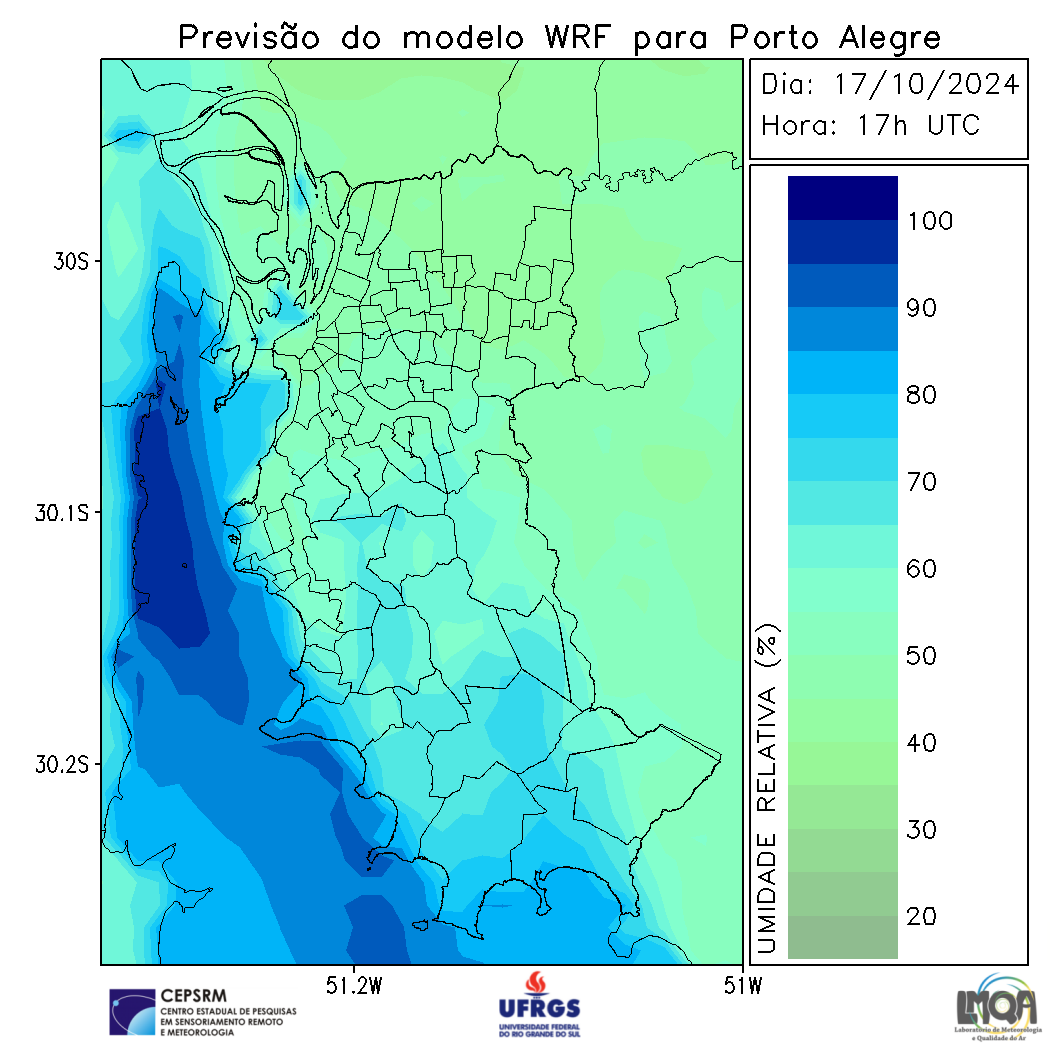 Previsão do modelo WRF para Porto Alegre
Dia: 17/10/2024
Hora: 17h UTC
30S
30.1S
30.2S
51.2W
51W
UMIDADE RELATIVA (%)
100
90
80
70
60
50
40
30
20
CEPSRM
CENTRO ESTADUAL DE PESQUISAS
EM SENSORIAMENTO REMOTO
E METEOROLOGIA
UFRGS
UNIVERSIDADE FEDERAL
DO RIO GRANDE DO SUL
LMQA
Laboratório de Meteorologia
e Qualidade do Ar